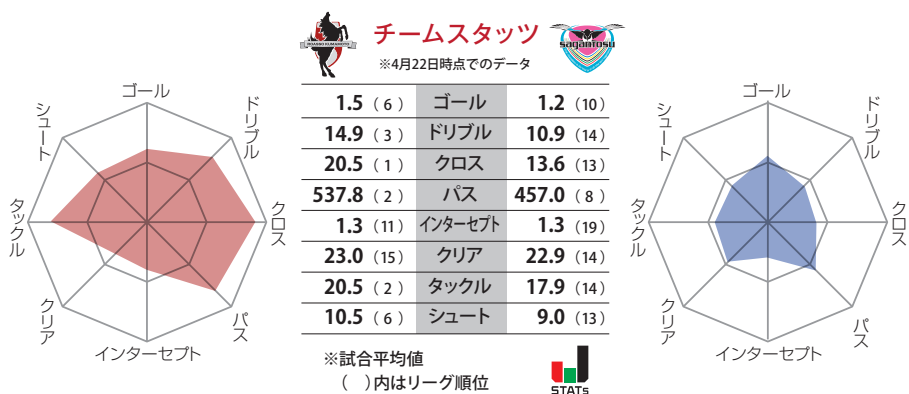 チームスタッツ
※4月22日時点でのデータ
ROASSO KUMAMOTO
sagantosu
1.5（ 6 ） ゴール 1.2（10）
14.9（ 3 ） ドリブル 10.9（14）
20.5（ 1 ） クロス 13.6（13）
537.8（ 2 ） パス 457.0（ 8 ）
1.3（11） インターセプト 1.3（19）
23.0（15） クリア 22.9（14）
20.5（ 2 ） タックル 17.9（14）
10.5（ 6 ） シュート 9.0（13）
※試合平均値
（　）内はリーグ順位
STATS
ゴール
ドリブル
クロス
パス
インターセプト
クリア
タックル
シュート
ゴール
ドリブル
クロス
パス
インターセプト
クリア
タックル
シュート